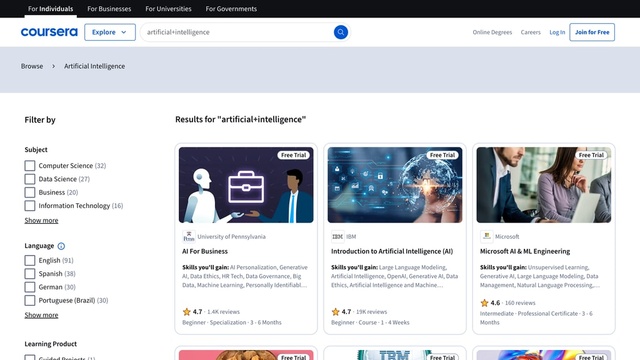 For Individuals For Businesses For Universities For Governments
coursera Explore artificial+intelligence Online Degrees Careers Log In Join for Free
Browse Artificial Intelligence
Filter by
Results for "artificial+intelligence"
Subject
Computer Science (32)
Data Science (27)
Business (20)
Information Technology (16)
Show more
Language
English (91)
Spanish (38)
German (30)
Portuguese (Brazil) (30)
Show more
Learning Product
Guided Projects (1)
Free Trial
University of Pennsylvania
AI For Business
Skills you'll gain: AI Personalization, Generative
AI, Data Ethics, HR Tech, Data Governance, Big
Data, Machine Learning, Personally Identifiabl…
4.7 · 1.4K reviews
Beginner · Specialization · 3 - 6 Months
Free Trial
IBM
IBM
Introduction to Artificial Intelligence (AI)
Skills you'll gain: Large Language Modeling,
Artificial Intelligence, OpenAI, Generative AI, Data
Ethics, Artificial Intelligence and Machine…
4.7 · 19K reviews
Beginner · Course · 1 - 4 Weeks
Free Trial
Microsoft
Microsoft AI & ML Engineering
Skills you'll gain: Unsupervised Learning,
Generative AI, Large Language Modeling, Data
Management, Natural Language Processing,…
4.6 · 160 reviews
Intermediate · Professional Certificate · 3 - 6
Months
Free Trial
Free Trial
IBM
Free Trial